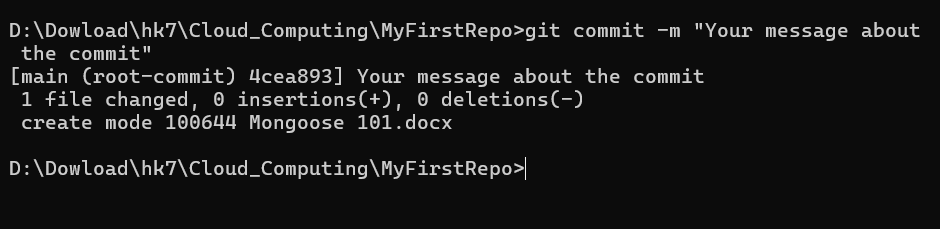 D:\Dowload\hk7\Cloud_Computing\MyFirstRepo>git commit -m "Your message about
 the commit"
[main (root-commit) 4cea893] Your message about the commit
 1 file changed, 0 insertions(+), 0 deletions(-)
 create mode 100644 Mongoose 101.docx
D:\Dowload\hk7\Cloud_Computing\MyFirstRepo>